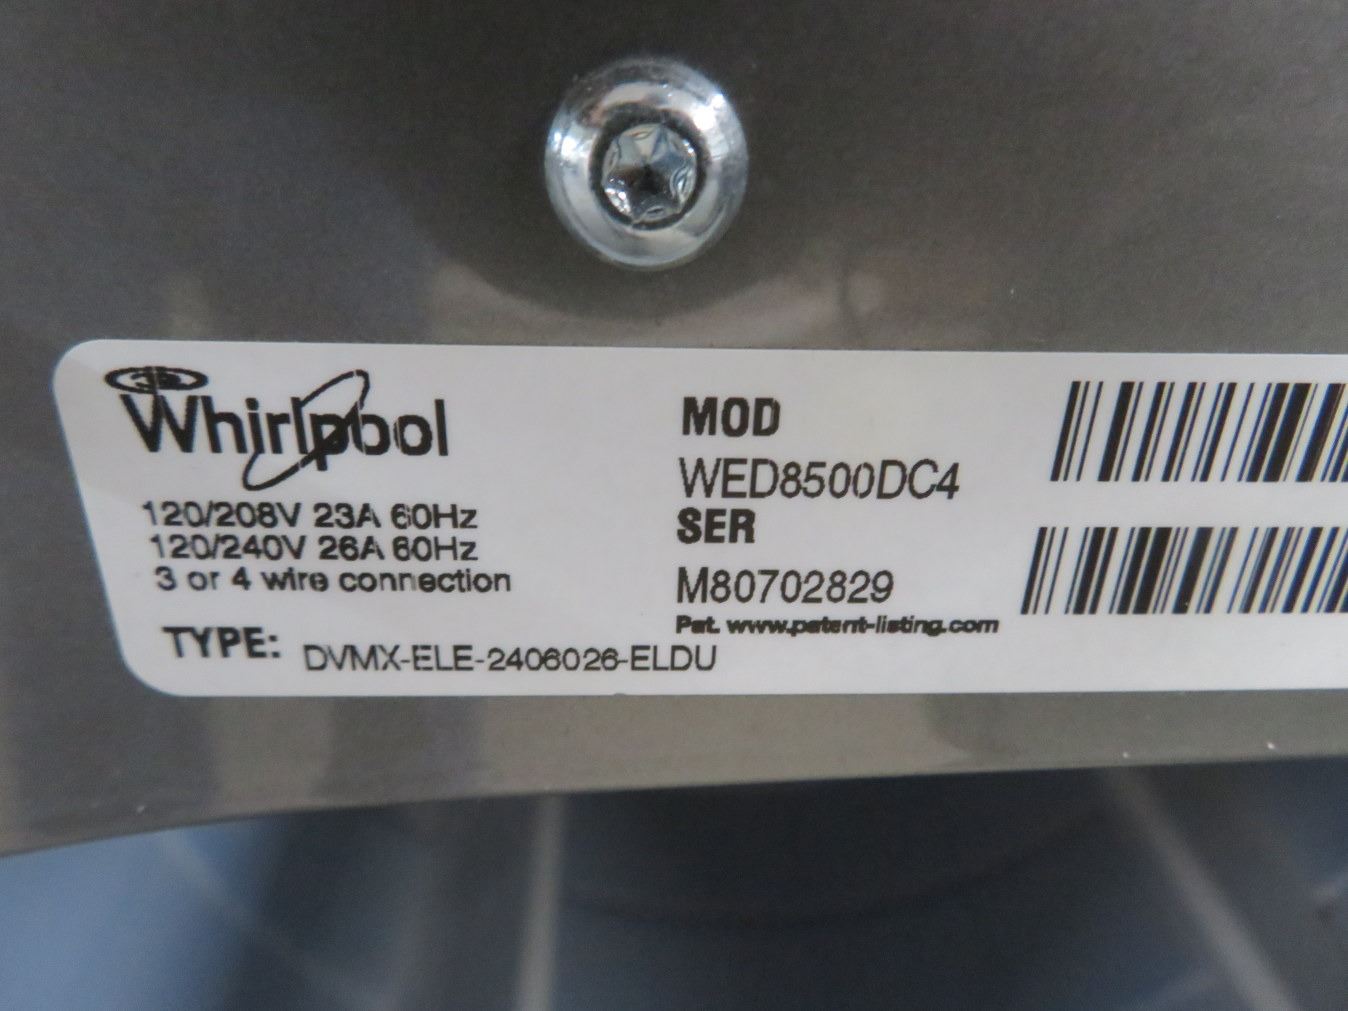 Whirlpool
120/208V 23A 60Hz
120/240V 26A 60Hz
3 or 4 wire connection
TYPE: DVMX-ELE-2406026-ELDU
MOD
WED8500DC4
SER
M80702829
Pat. www.patent-listing.com